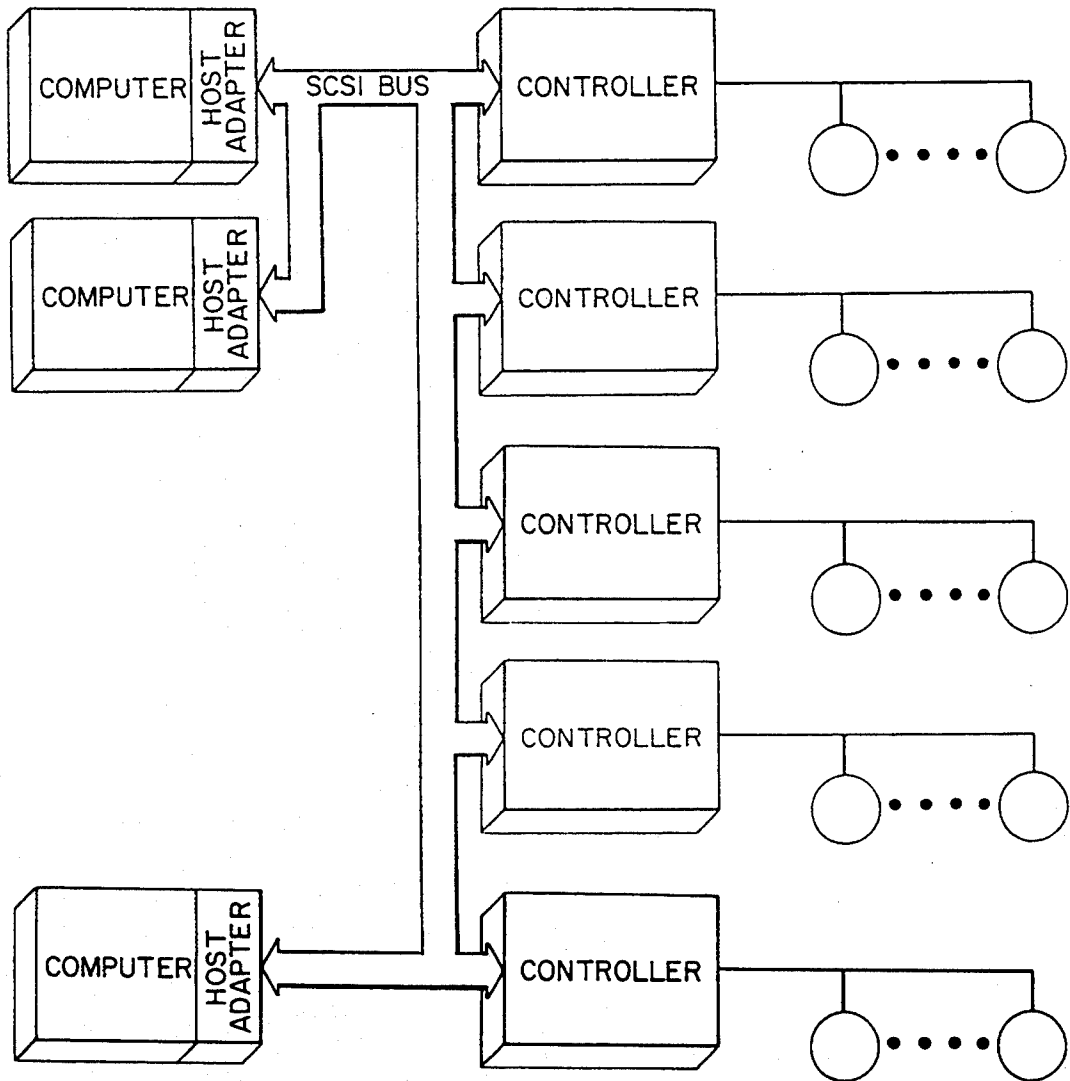 COMPUTER
HOST
ADAPTER
SCSI BUS
CONTROLLER
COMPUTER
HOST
ADAPTER
CONTROLLER
CONTROLLER
CONTROLLER
COMPUTER
HOST
ADAPTER
CONTROLLER